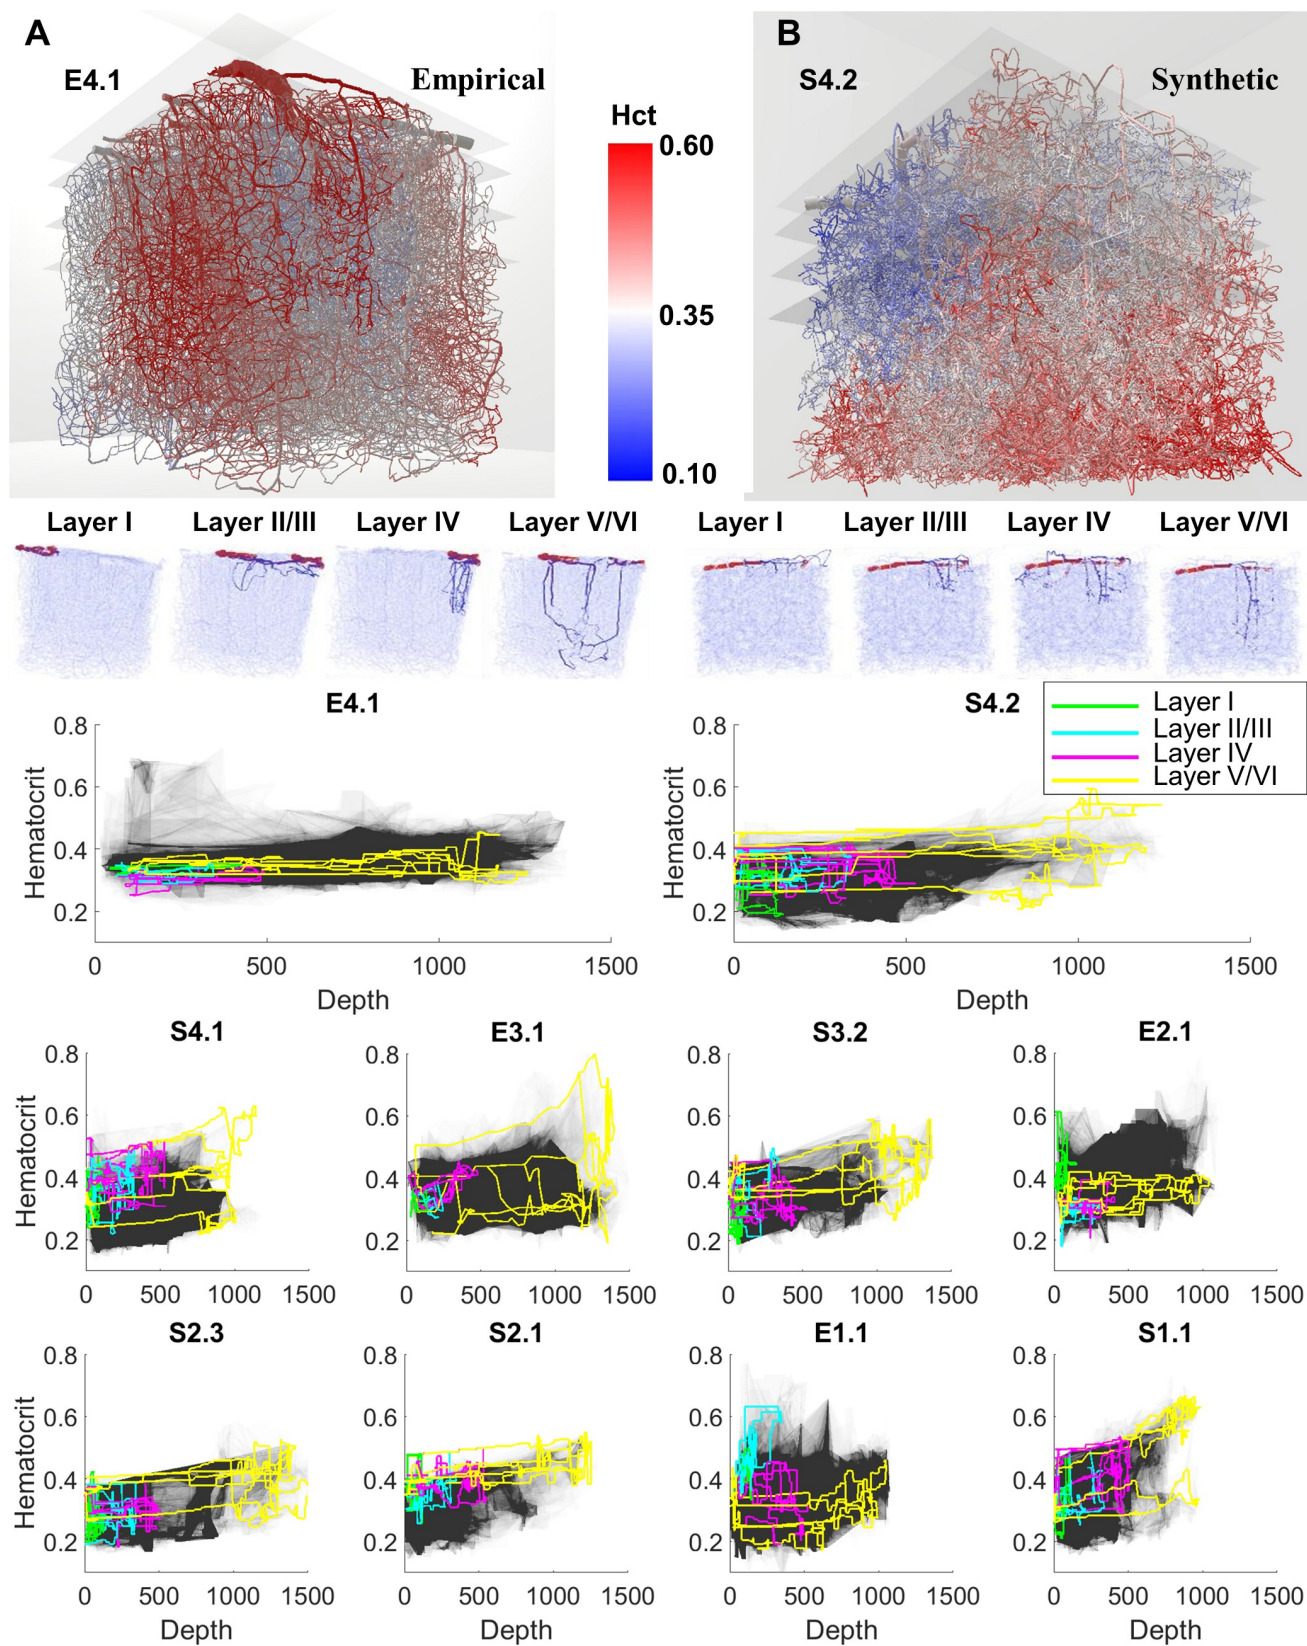 A
B
E4.1
Empirical
S4.2
Synthetic
Hct
0.60
0.35
0.10
Layer I
Layer II/III
Layer IV
Layer V/VI
Layer I
Layer II/III
Layer IV
Layer V/VI
E4.1
S4.2
Layer I
Layer II/III
Layer IV
Layer V/VI
Hematocrit
0.8
0.6
0.4
0.2
0
500
1000
1500
Depth
Hematocrit
0.8
0.6
0.4
0.2
0
500
1000
1500
Depth
S4.1
E3.1
S3.2
E2.1
Hematocrit
0.8
0.6
0.4
0.2
0
500
1000
1500
0.8
0.6
0.4
0.2
0
500
1000
1500
0.8
0.6
0.4
0.2
0
500
1000
1500
0.8
0.6
0.4
0.2
0
500
1000
1500
S2.3
S2.1
E1.1
S1.1
Hematocrit
0.8
0.6
0.4
0.2
0
500
1000
1500
Depth
0.8
0.6
0.4
0.2
0
500
1000
1500
Depth
0.8
0.6
0.4
0.2
0
500
1000
1500
Depth
0.8
0.6
0.4
0.2
0
500
1000
1500
Depth